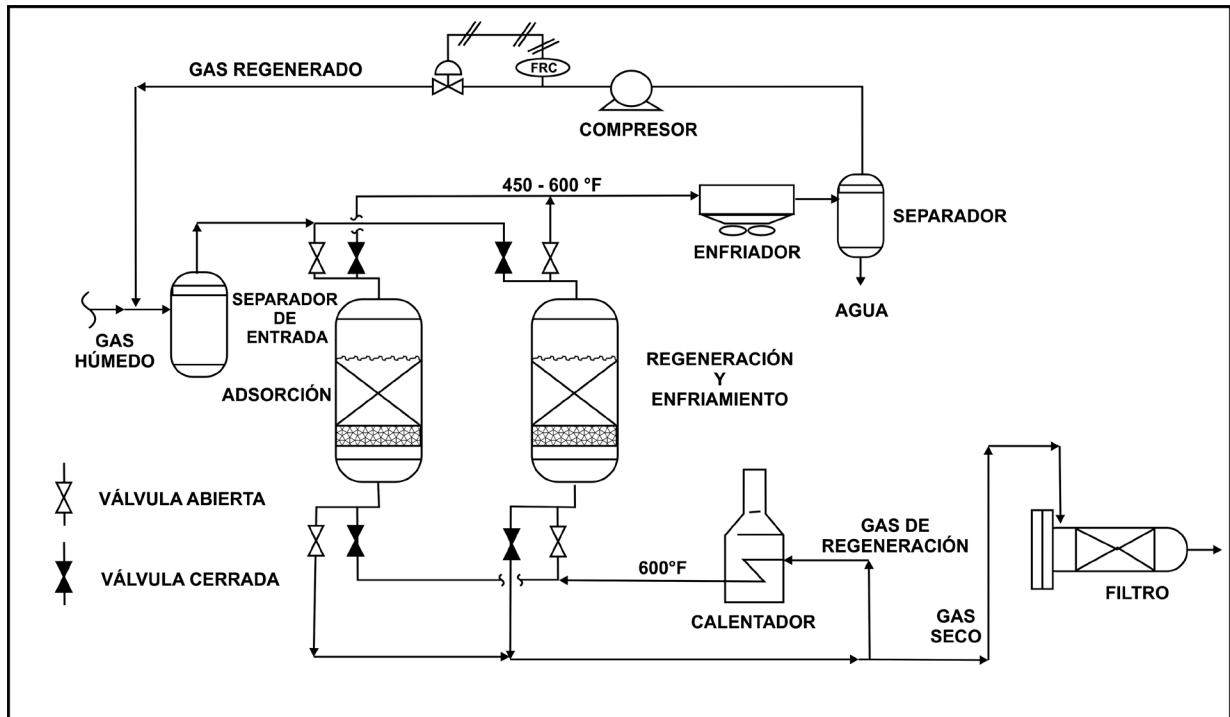 GAS REGENERADO
FRC
COMPRESOR
450 - 600 °F
ENFRIADOR
SEPARADOR
AGUA
GAS
HÚMEDO
SEPARADOR
DE
ENTRADA
ADSORCIÓN
REGENERACIÓN
Y
ENFRIAMIENTO
VÁLVULA ABIERTA
VÁLVULA CERRADA
600°F
CALENTADOR
GAS DE
REGENERACIÓN
GAS
SECO
FILTRO